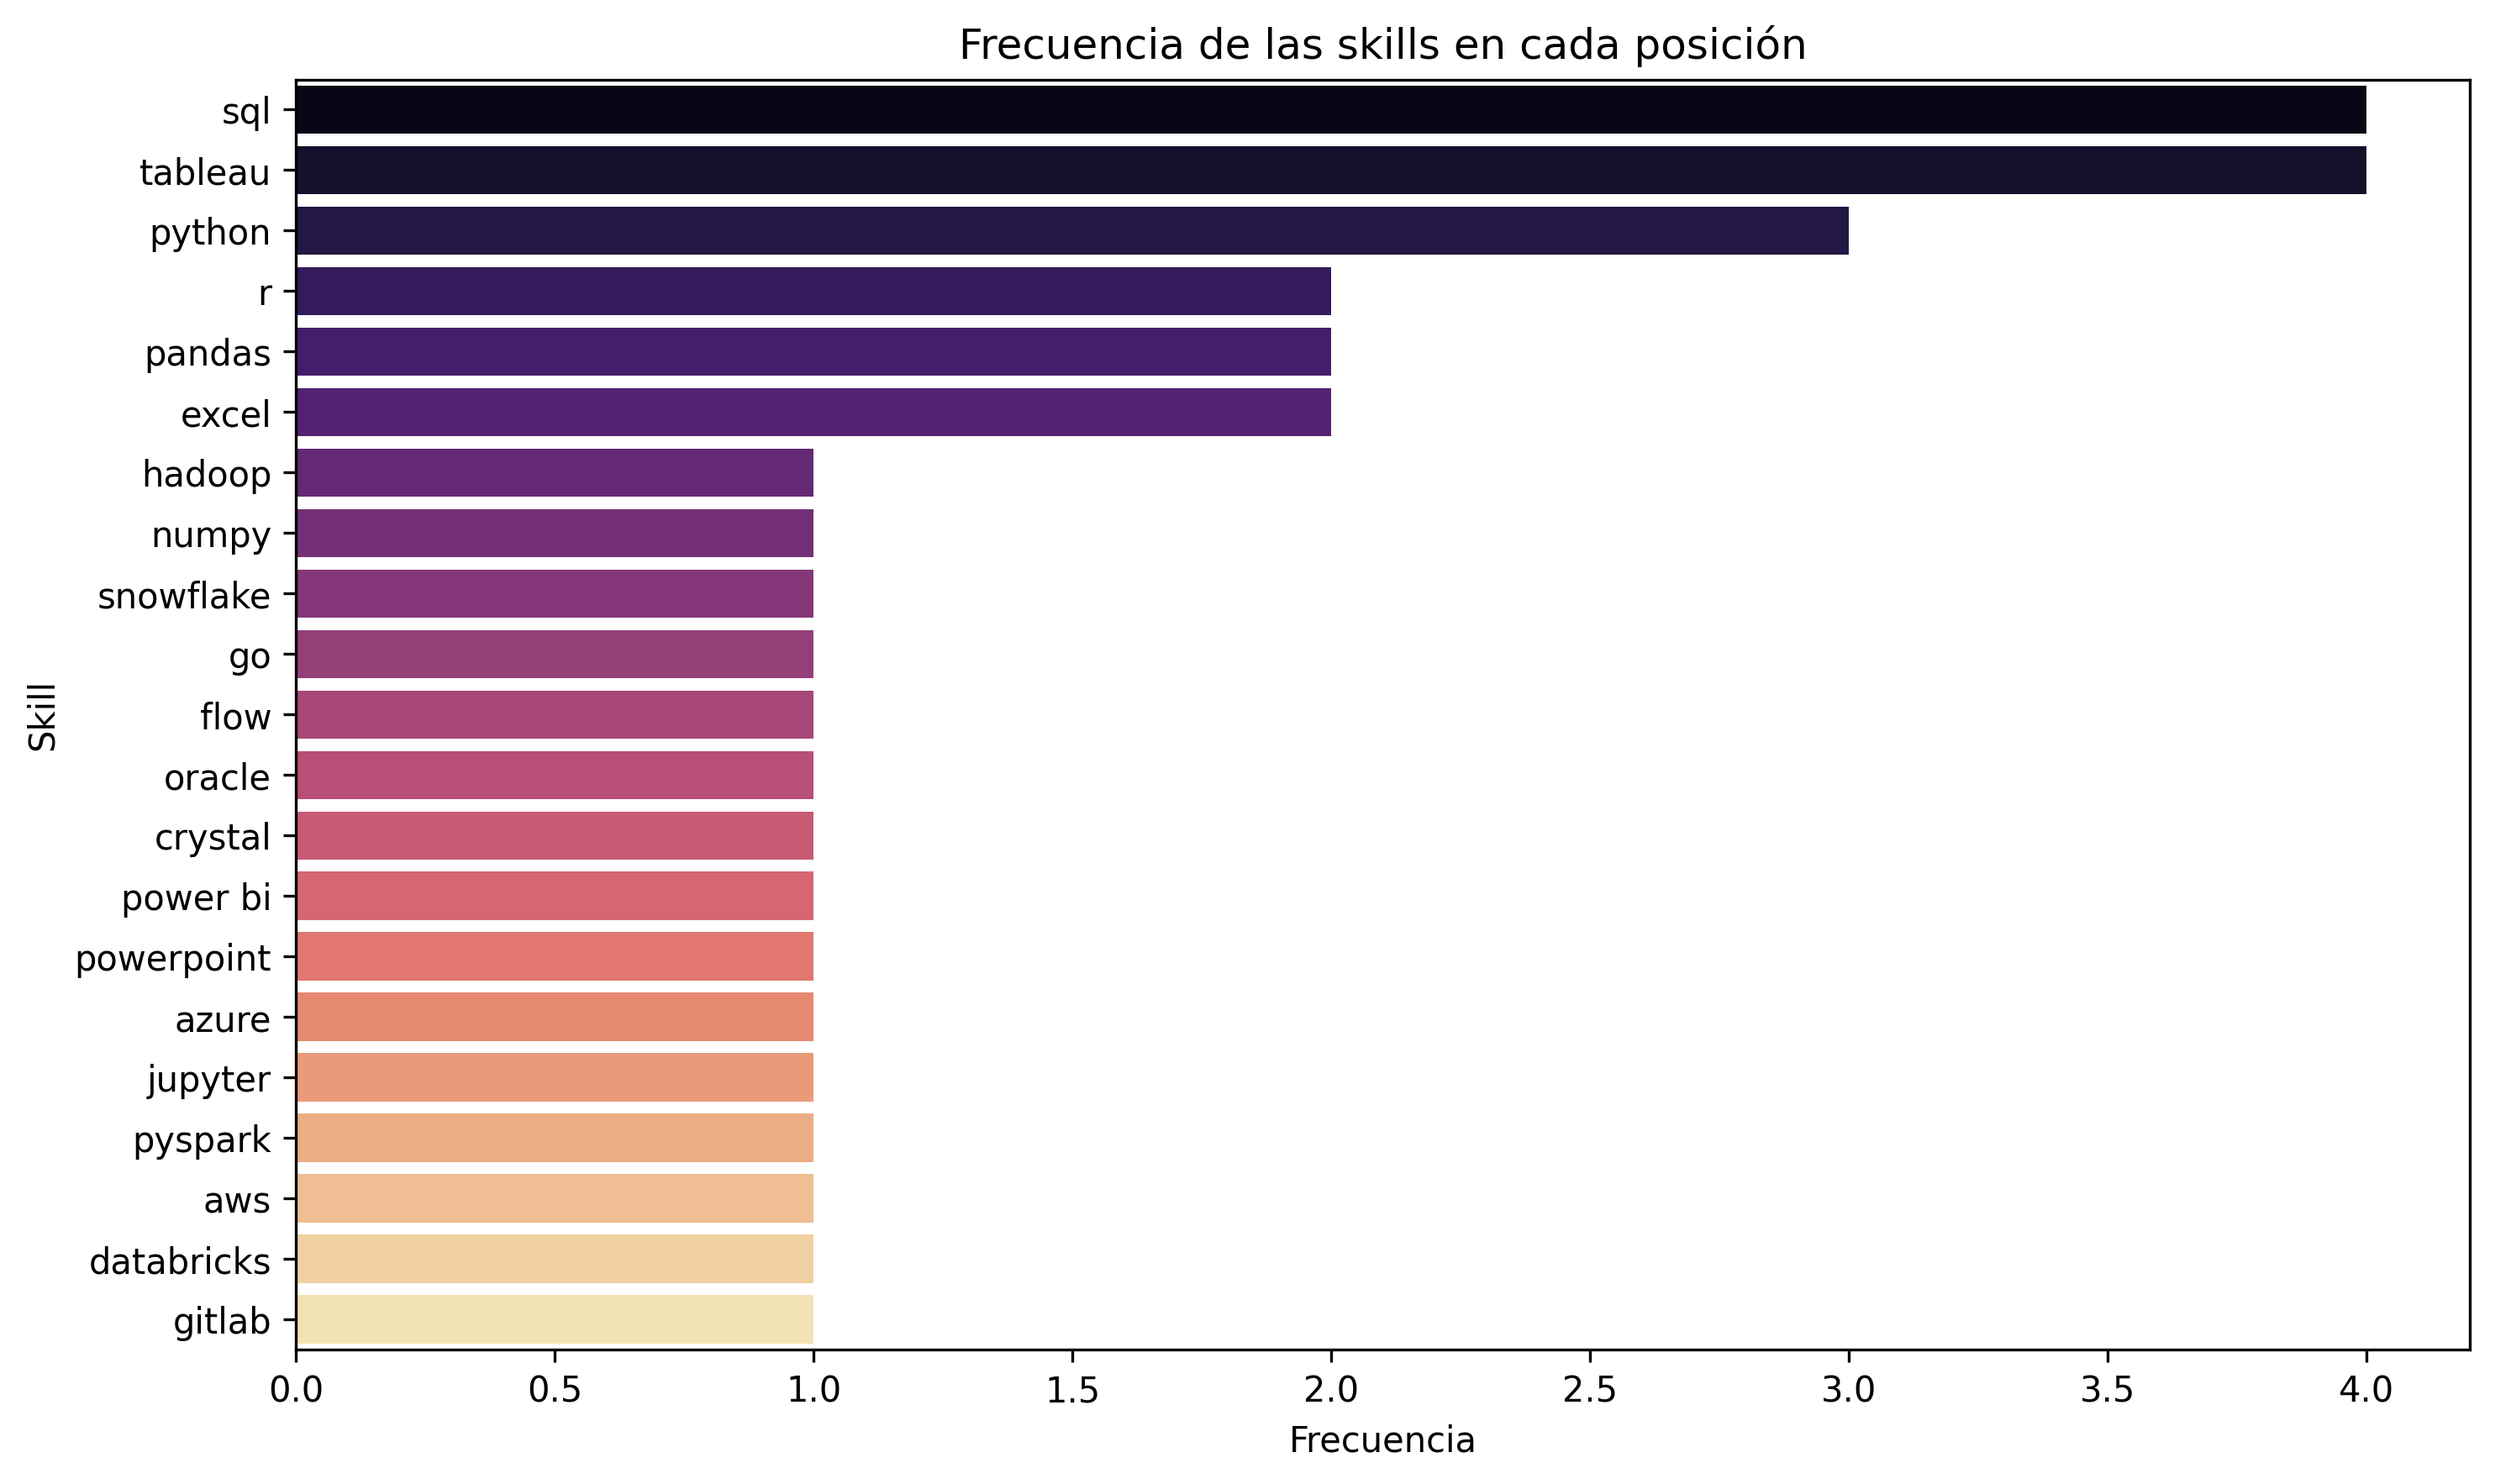 Frecuencia de las skills en cada posición
Skill
sql
tableau
python
r
pandas
excel
hadoop
numpy
snowflake
go
flow
oracle
crystal
power bi
powerpoint
azure
jupyter
pyspark
aws
databricks
gitlab
0.0 0.5 1.0 1.5 2.0 2.5 3.0 3.5 4.0
Frecuencia